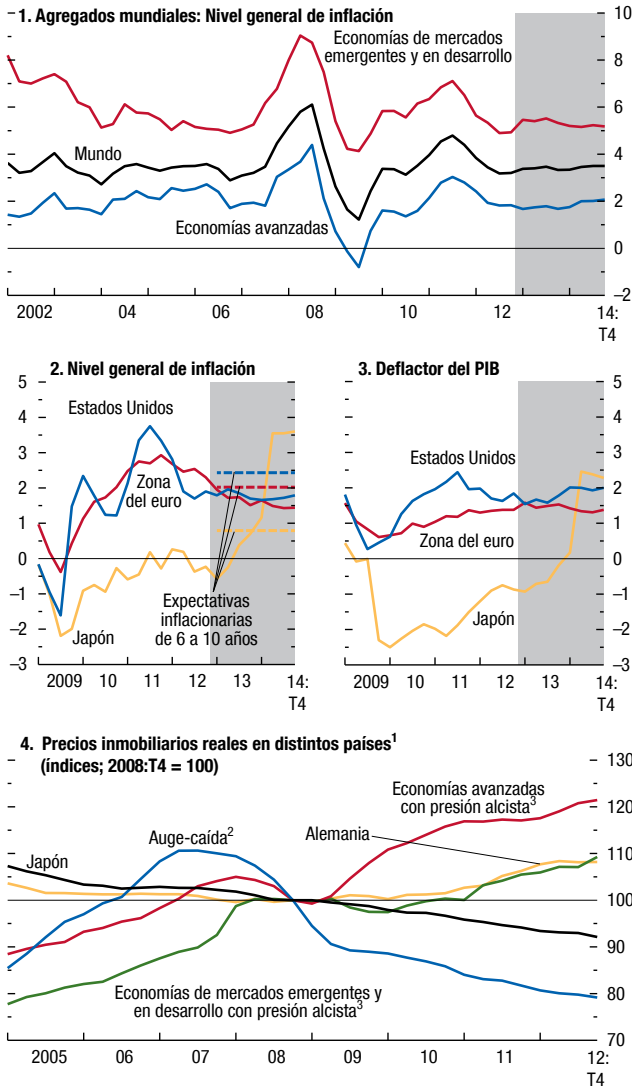 1. Agregados mundiales: Nivel general de inflación
10
Economías de mercados
emergentes y en desarrollo
8
6
Mundo
4
2
Economías avanzadas
0
–2
2002 04 06 08 10 12 14:
T4
2. Nivel general de inflación
5
Estados Unidos
4
3
Zona
del euro
2
1
0
–1
Expectativas
inflacionarias
de 6 a 10 años
–2
Japón
–3
2009 10 11 12 13 14:
T4
3. Deflactor del PIB
5
4
Estados Unidos
3
2
1
Zona del euro
0
–1
Japón
–2
–3
2009 10 11 12 13 14:
T4
4. Precios inmobiliarios reales en distintos países¹
(índices; 2008:T4 = 100)
130
Economías avanzadas
con presión alcista³
120
Auge-caída²
Alemania
Japón
110
100
90
Economías de mercados emergentes y
en desarrollo con presión alcista³
80
70
2005 06 07 08 09 10 11 12:
T4